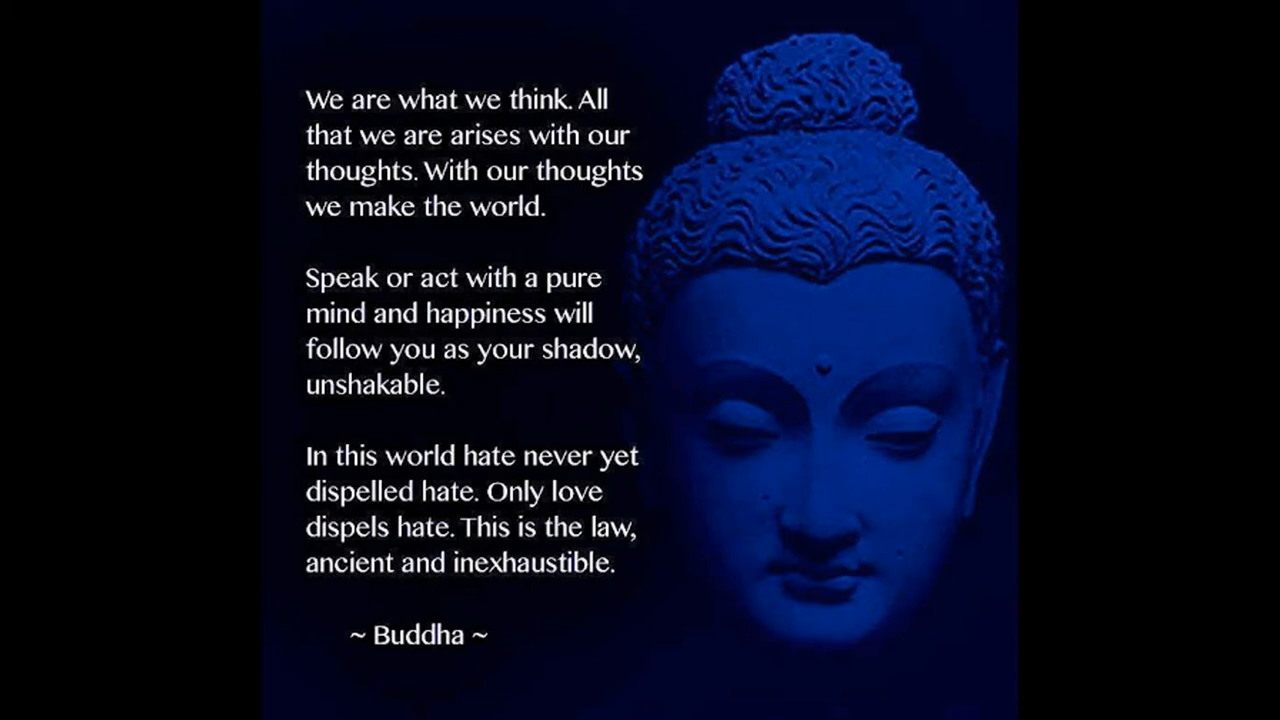 We are what we think. All
that we are arises with our
thoughts. With our thoughts
we make the world.
Speak or act with a pure
mind and happiness will
follow you as your shadow,
unshakable.
In this world hate never yet
dispelled hate. Only love
dispels hate. This is the law,
ancient and inexhaustible.
~ Buddha ~